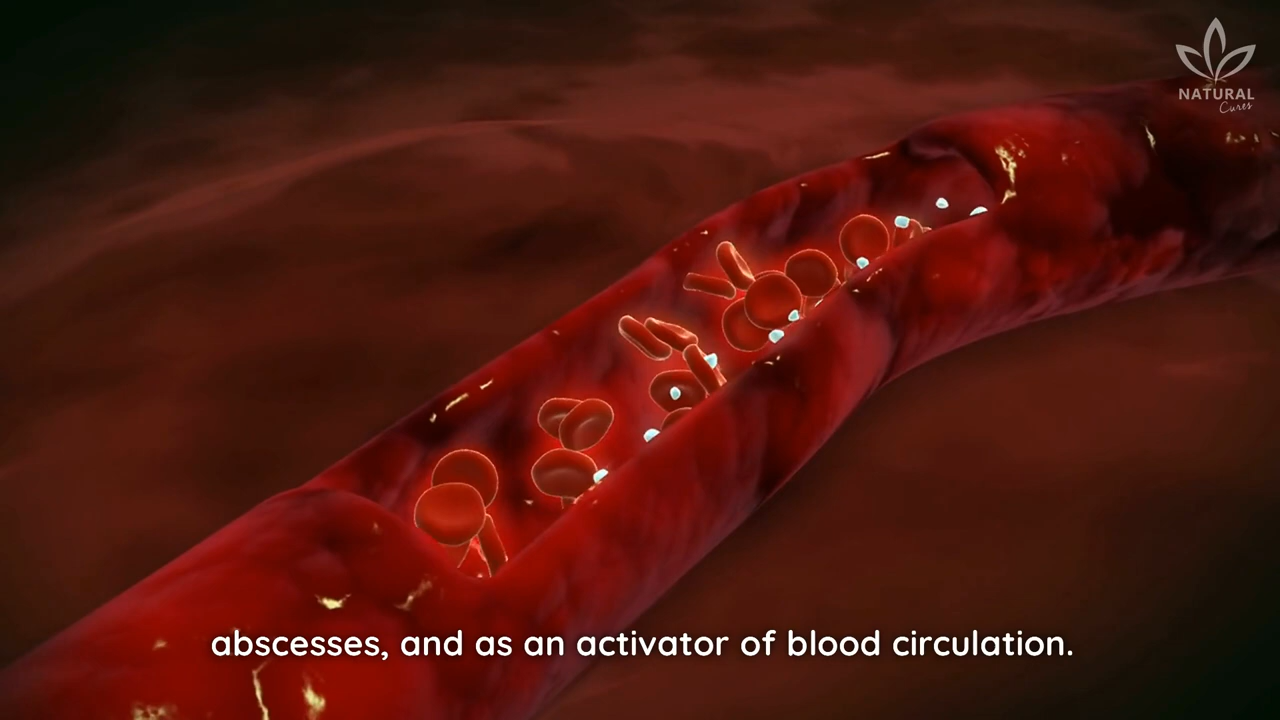 NATURAL
Cures
abscesses, and as an activator of blood circulation.